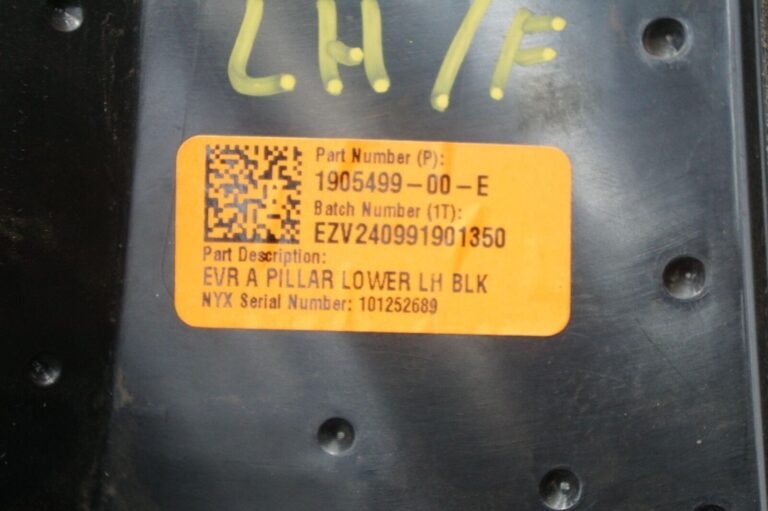 LH/F
Part Number (P):
1905499-00-E
Batch Number (1T):
EZV240991901350
Part Description:
EVR A PILLAR LOWER LH BLK
NYX Serial Number: 101252689